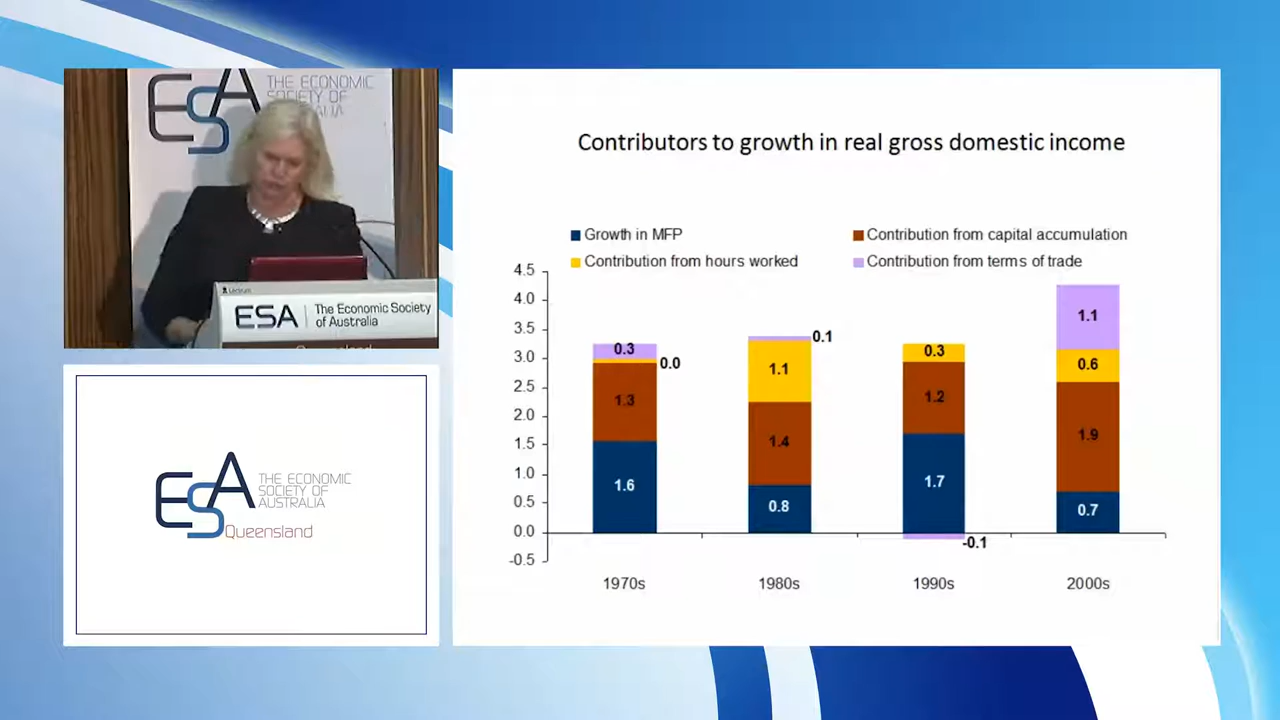 ESA
THE ECONOMIC
SOCIETY OF
ESA
The Economic Society
of Australia
ESA
THE ECONOMIC
SOCIETY OF
AUSTRALIA
Queensland
Contributors to growth in real gross domestic income
Growth in MFP
Contribution from capital accumulation
Contribution from hours worked
Contribution from terms of trade
4.5
4.0
3.5
3.0
2.5
2.0
1.5
1.0
0.5
0.0
-0.5
0.3
0.0
1.3
1.6
0.1
1.1
1.4
0.8
0.3
1.2
1.7
-0.1
1.1
0.6
1.9
0.7
1970s
1980s
1990s
2000s